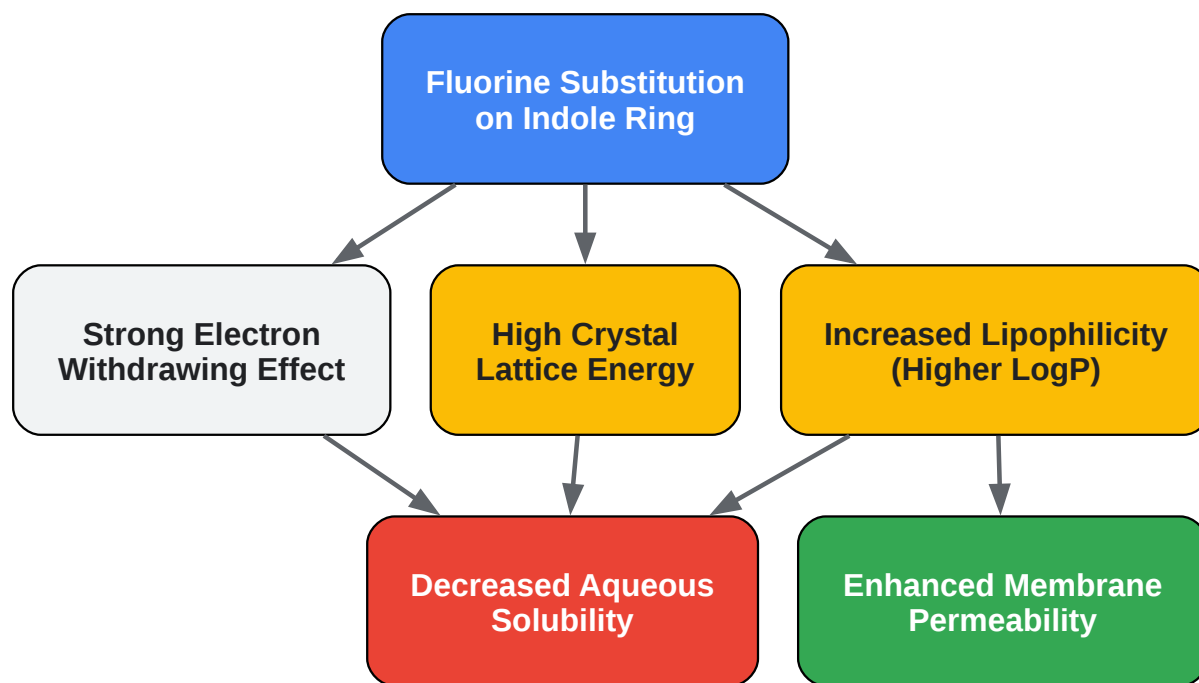 Fluorine Substitution
on Indole Ring
Strong Electron
Withdrawing Effect
High Crystal
Lattice Energy
Increased Lipophilicity
(Higher LogP)
Decreased Aqueous
Solubility
Enhanced Membrane
Permeability